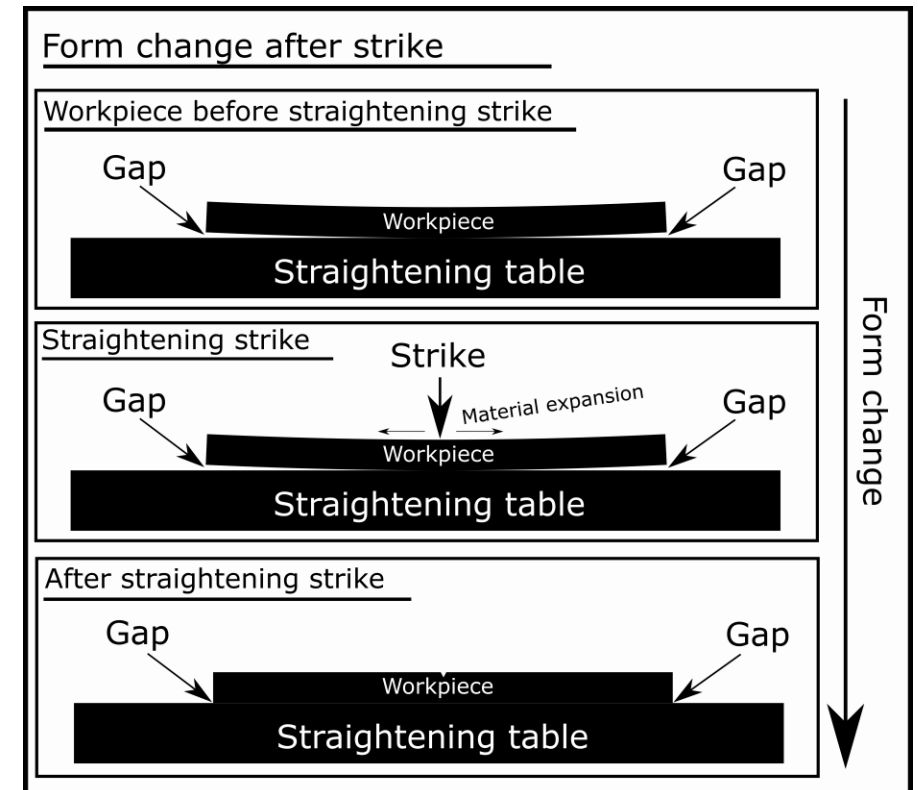 Form change after strike
Workpiece before straightening strike
Gap
Gap
Workpiece
Straightening table
Straightening strike
Strike
Gap
Material expansion
Gap
Workpiece
Straightening table
After straightening strike
Gap
Gap
Workpiece
Straightening table
Form change